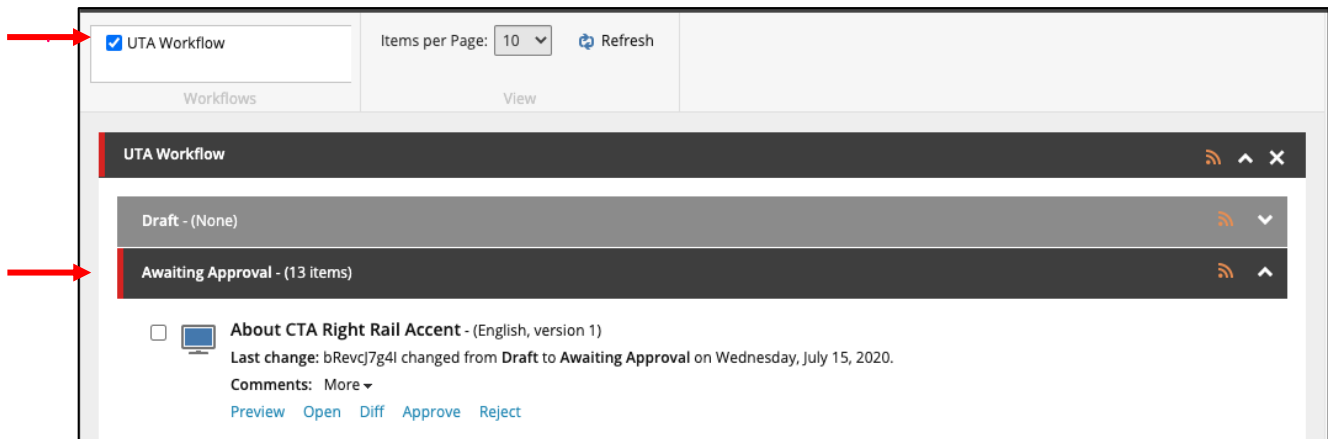 UTA Workflow
Items per Page: 10 Refresh
Workflows
View
UTA Workflow
Draft - (None)
Awaiting Approval - (13 items)
About CTA Right Rail Accent - (English, version 1)
Last change: bRevcJ7g4I changed from Draft to Awaiting Approval on Wednesday, July 15, 2020.
Comments: More
Preview Open Diff Approve Reject